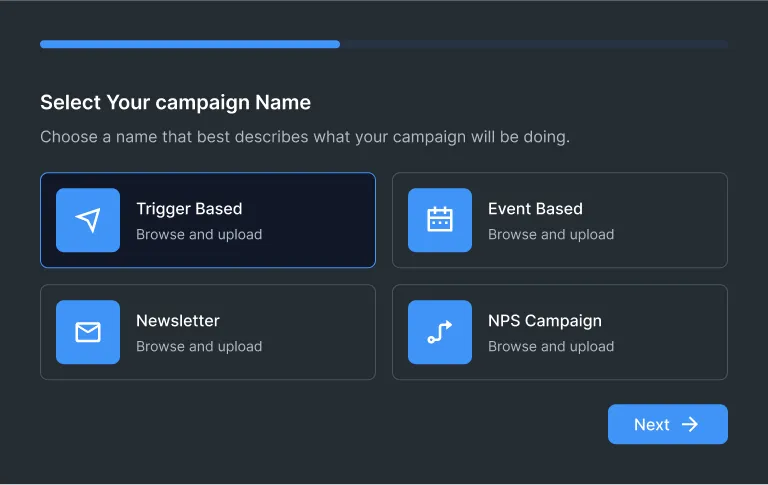 Select Your campaign Name
Choose a name that best describes what your campaign will be doing.
Trigger Based
Browse and upload
Event Based
Browse and upload
Newsletter
Browse and upload
NPS Campaign
Browse and upload
Next